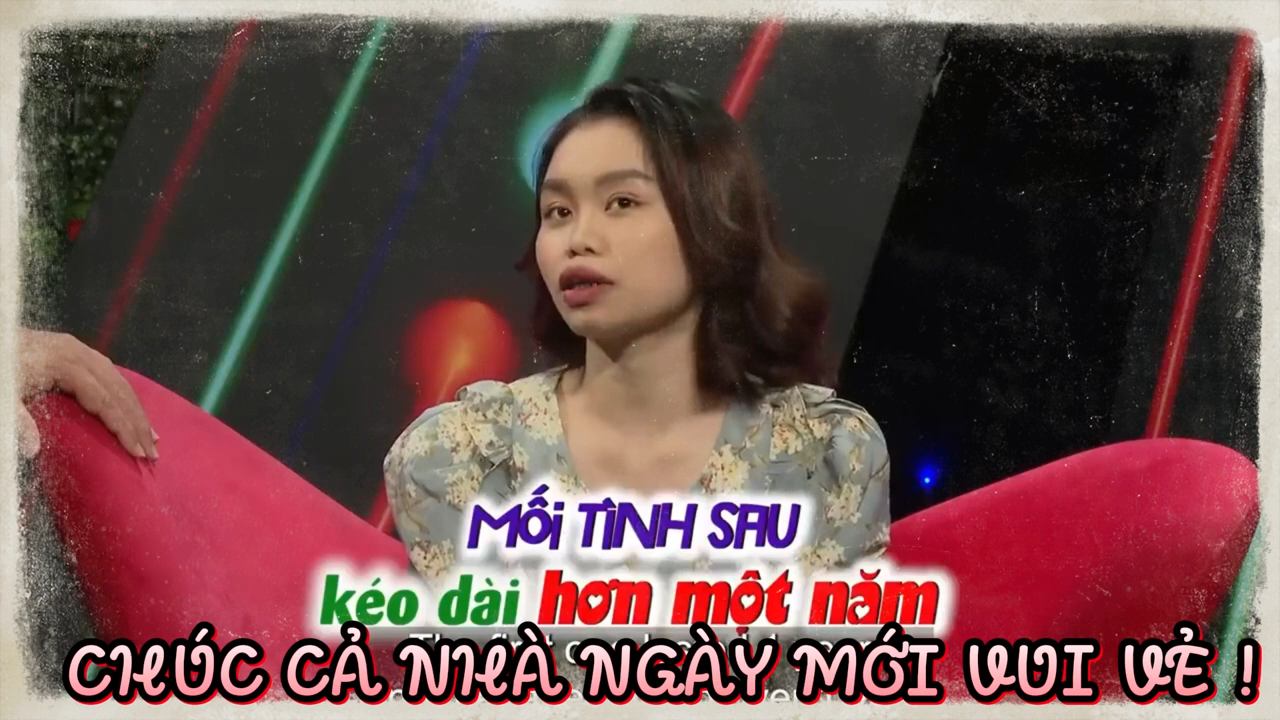 MỐI TÌNH SAU
kéo dài hơn một năm
CHÚC CẢ NHÀ NGÀY MỚI VUI VẺ !